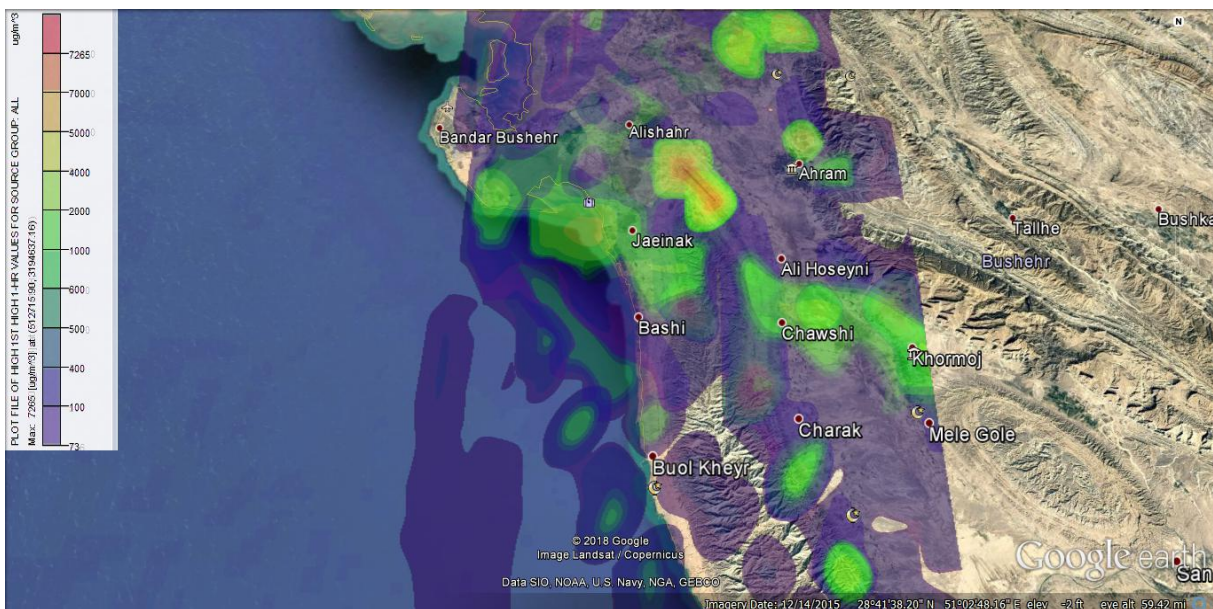 PLOT FILE OF HIGH 1ST HIGH 1-HR VALUES FOR SOURCE GROUP: ALL
ug/m^3
Max: 7265 [ug/m^3] at: (512715.90, 3194637.16)
7265
7000
5000
4000
2000
1000
600
500
400
100
73
N
Bandar Bushehr
Alishahr
Ahram
Tallhe
Bushka
Jaeinak
Ali Hoseyni
Bushehr
Bashi
Chawshi
Khormoj
Charak
Mele Gole
Buol Kheyr
© 2018 Google
Image Landsat / Copernicus
Data SIO, NOAA, U.S. Navy, NGA, GEBCO
Google earth
San
Imagery Date: 12/14/2015 28°41'38.20" N 51°02'48.16" E elev -2 ft eye alt 59.42 mi